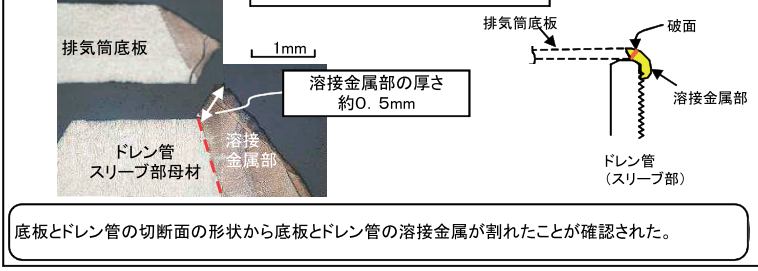 排気筒底板
1mm
溶接金属部の厚さ
約0.5mm
ドレン管
スリーブ部母材
溶接
金属部
排気筒底板
破面
溶接金属部
ドレン管
(スリーブ部)
底板とドレン管の切断面の形状から底板とドレン管の溶接金属が割れたことが確認された。